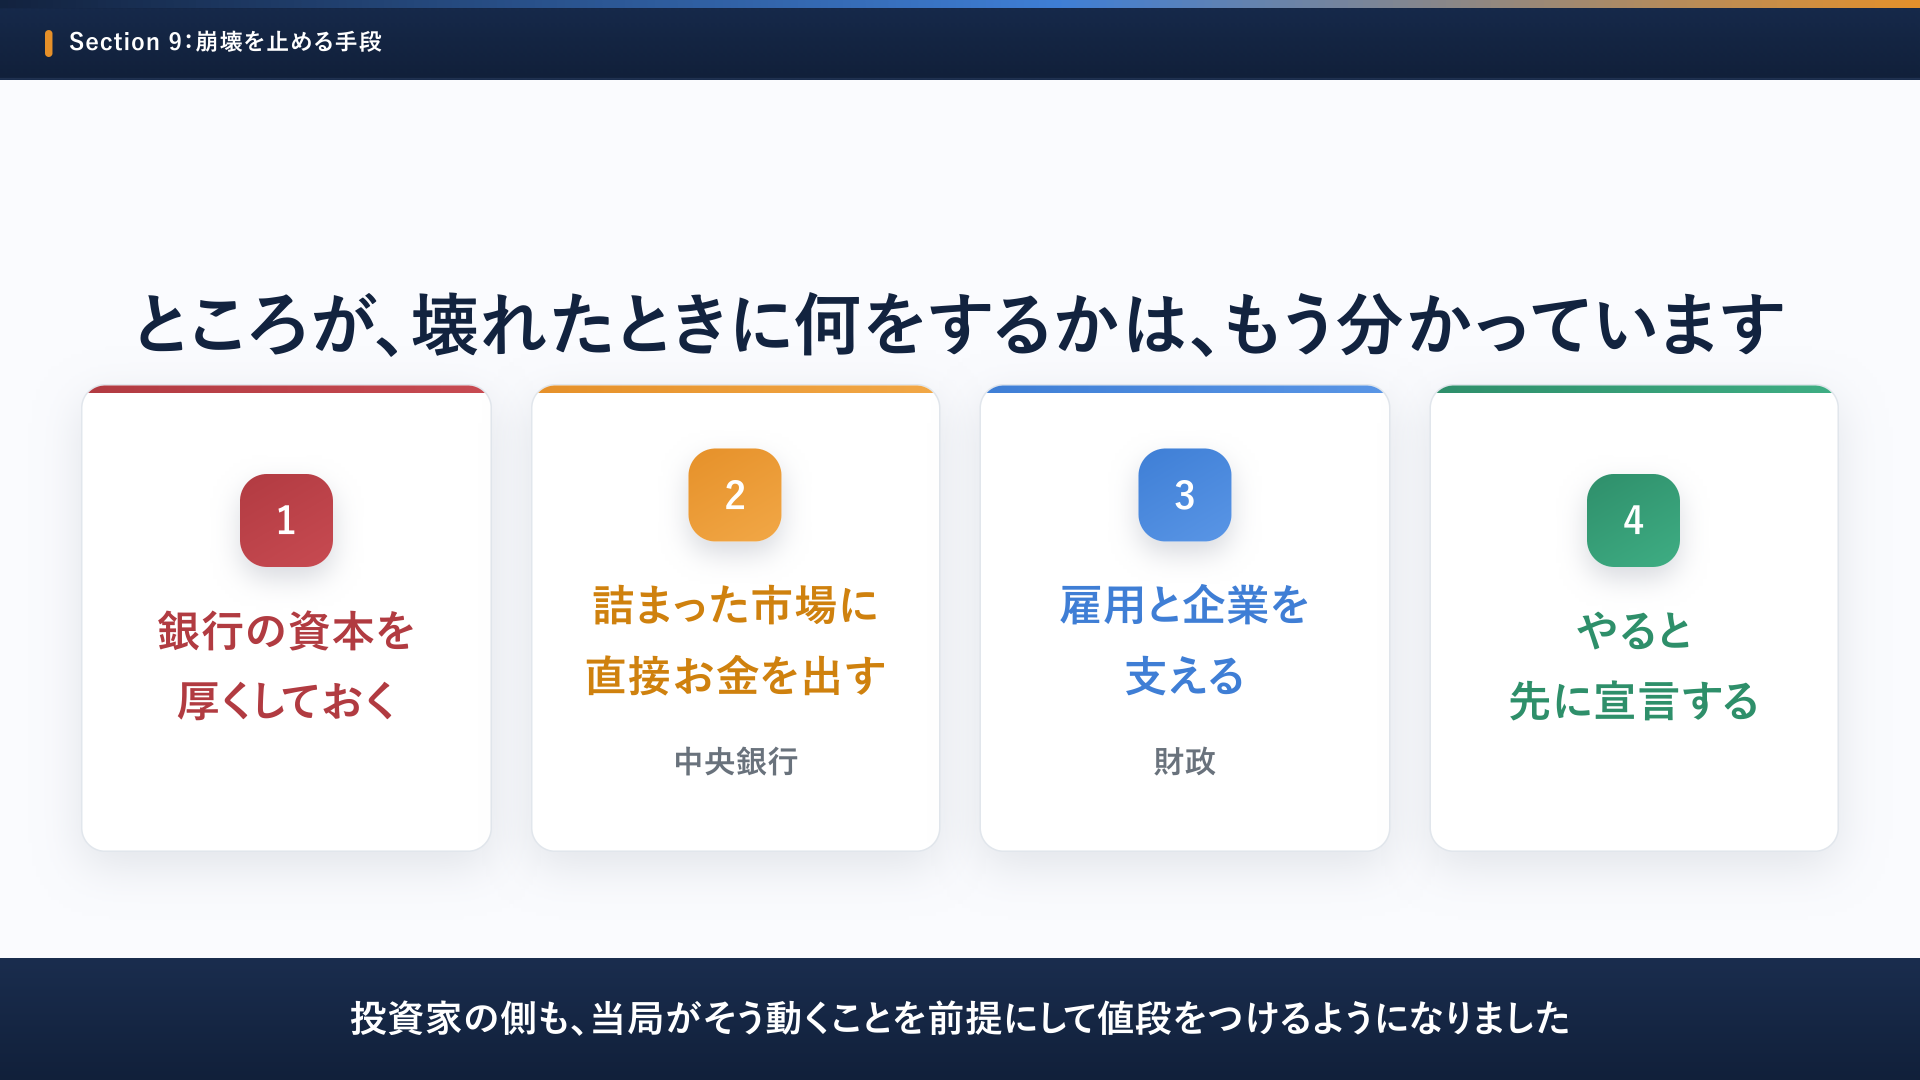 Section 9：崩壊を止める手段
ところが、壊れたときに何をするかは、もう分かっています
1
銀行の資本を
厚くしておく
2
詰まった市場に
直接お金を出す
中央銀行
3
雇用と企業を
支える
財政
4
やると
先に宣言する
投資家の側も、当局がそう動くことを前提にして値段をつけるようになりました